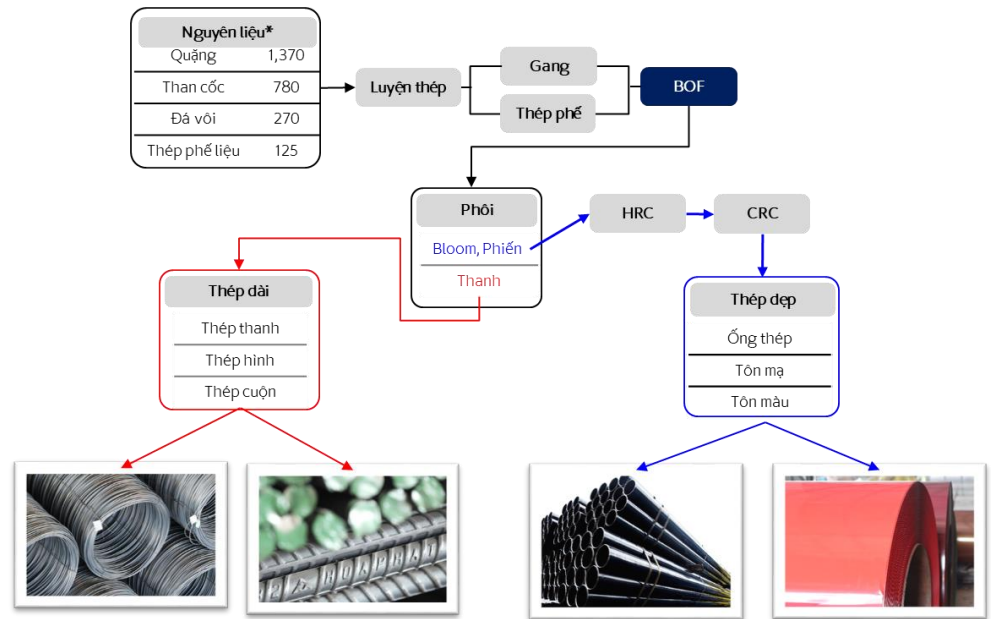 Nguyên liệu*
Quặng 1,370
Than cốc 780
Đá vôi 270
Thép phế liệu 125
Luyện thép
Gang
Thép phế
BOF
Phôi
Bloom, Phiến
Thanh
HRC
CRC
Thép dài
Thép thanh
Thép hình
Thép cuộn
Thép dẹp
Ống thép
Tôn mạ
Tôn màu
HOAPHAT